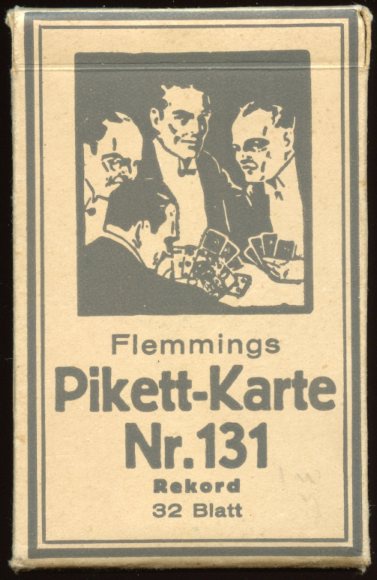 Flemmings
Pikett-Karte
Nr. 131
Rekord
32 Blatt